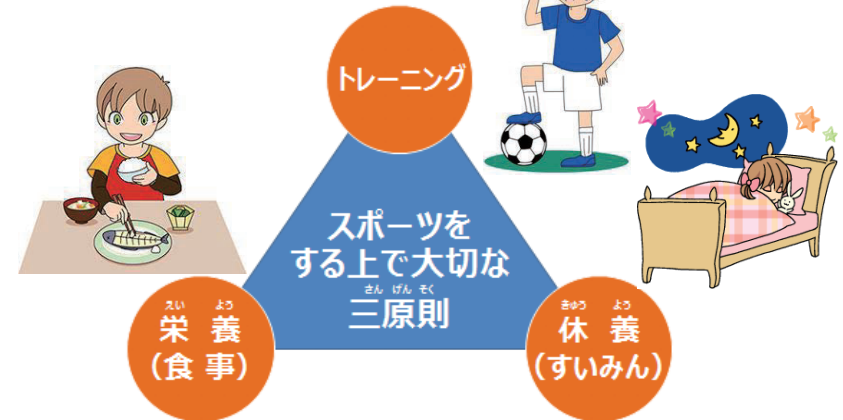 トレーニング
スポーツを
する上で大切な
さん げん そく
三原則
えい よう
栄 養
(食 事)
きゅう よう
休 養
(すいみん)